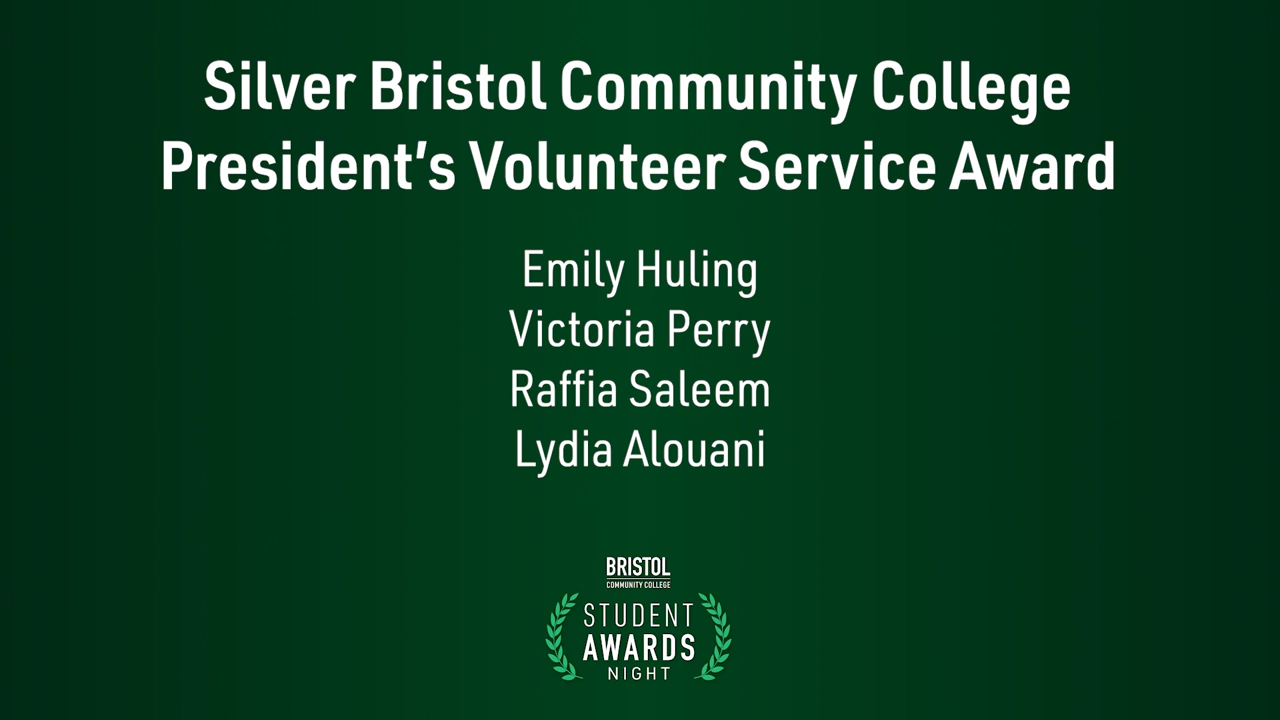 Silver Bristol Community College
President’s Volunteer Service Award
Emily Huling
Victoria Perry
Raffia Saleem
Lydia Alouani
BRISTOL
COMMUNITY COLLEGE
STUDENT
AWARDS
NIGHT